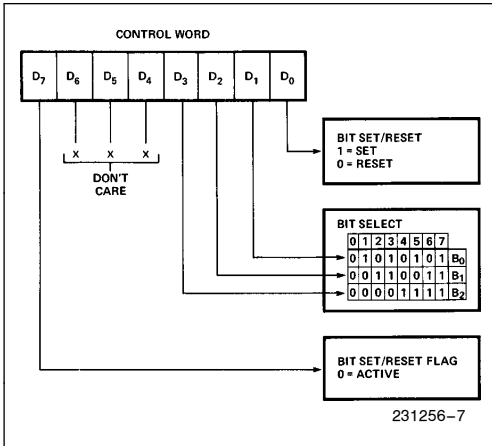 CONTROL WORD
D7 D6 D5 D4 D3 D2 D1 D0
X X X
DON'T
CARE
BIT SET/RESET
1 = SET
0 = RESET
BIT SELECT
0 1 2 3 4 5 6 7
0 1 0 1 0 1 0 1 B0
0 0 1 1 0 0 1 1 B1
0 0 0 0 1 1 1 1 B2
BIT SET/RESET FLAG
0 = ACTIVE
231256–7